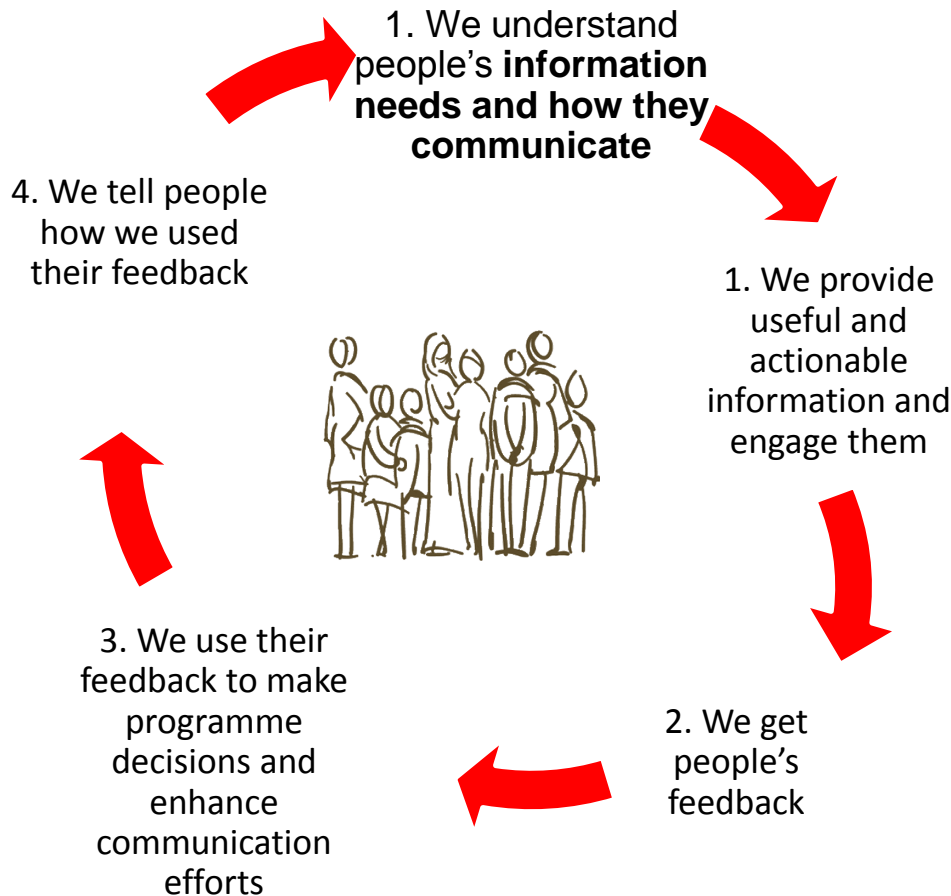 1. We understand
people’s information
needs and how they
communicate
1. We provide
useful and
actionable
information and
engage them
2. We get
people’s
feedback
3. We use their
feedback to make
programme
decisions and
enhance
communication
efforts
4. We tell people
how we used
their feedback